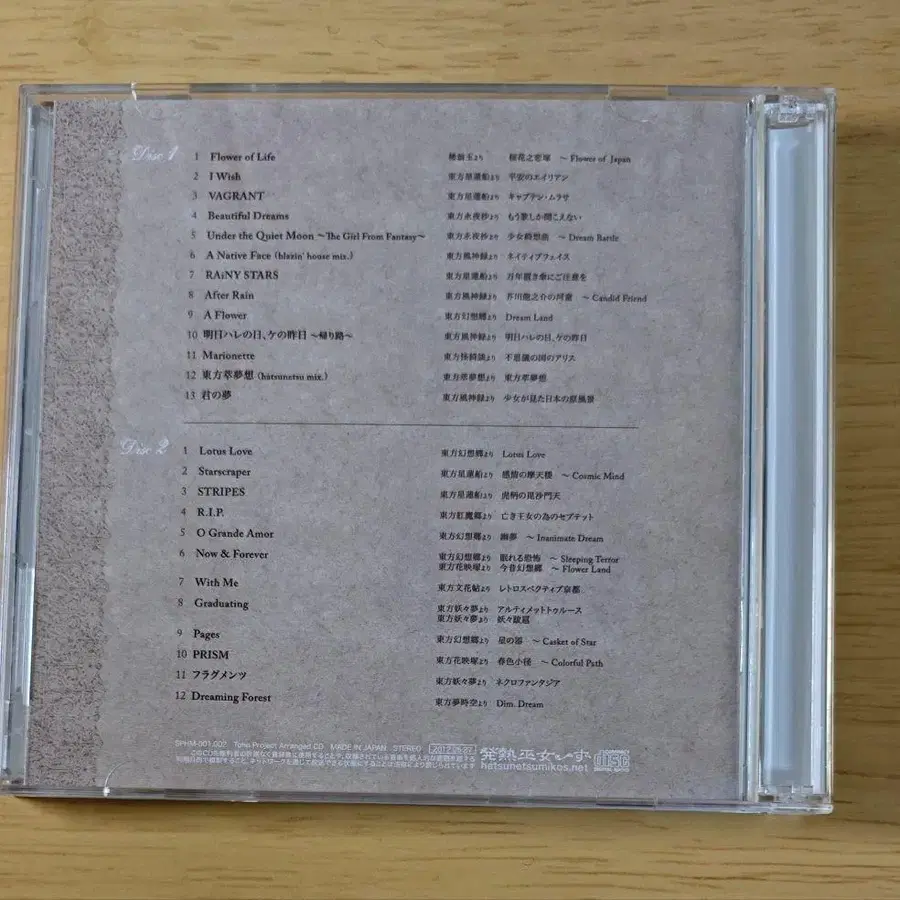 Disc 1
1 Flower of Life 稀翁玉より 桜花之恋塚 ～ Flower of Japan
2 I Wish 東方星蓮船より 平安のエイリアン
3 VAGRANT 東方星蓮船より キャプテン・ムラサ
4 Beautiful Dreams 東方永夜抄より もう歌しか聞こえない
5 Under the Quiet Moon ～The Girl From Fantasy～ 東方永夜抄より 少女綺想曲 ～ Dream Battle
6 A Native Face (blazin' house mix.) 東方風神録より ネイティブフェイス
7 RAiNY STARS 東方星蓮船より 万年置き傘にご注意を
8 After Rain 東方風神録より 芥川龍之介の河童 ～ Candid Friend
9 A Flower 東方幻想郷より Dream Land
10 明日ハレの日、ケの昨日 ～帰り路～ 東方風神録より 明日ハレの日、ケの昨日
11 Marionette 東方怪綺談より 不思議の国のアリス
12 東方萃夢想 (hatsunetsu mix.) 東方萃夢想より 東方萃夢想
13 君の夢 東方風神録より 少女が見た日本の原風景
Disc 2
1 Lotus Love 東方幻想郷より Lotus Love
2 Starscraper 東方星蓮船より 感情の摩天楼 ～ Cosmic Mind
3 STRIPES 東方星蓮船より 虎柄の毘沙門天
4 R.I.P. 東方紅魔郷より 亡き王女の為のセプテット
5 O Grande Amor 東方幻想郷より 幽夢 ～ Inanimate Dream
6 Now & Forever 東方幻想郷より 眠れる恐怖 ～ Sleeping Terror
東方花映塚より 今昔幻想郷 ～ Flower Land
7 With Me 東方文花帖より レトロスペクティブ京都
8 Graduating 東方妖々夢より アルティメットトゥルース
東方妖々夢より 妖々跋扈
9 Pages 東方幻想郷より 星の器 ～ Casket of Star
10 PRISM 東方花映塚より 春色小径 ～ Colorful Path
11 フラグメンツ 東方妖々夢より ネクロファンタジア
12 Dreaming Forest 東方夢時空より Dim. Dream
SPHM-001,002 Toho Project Arranged CD MADE IN JAPAN STEREO 2012.05.27
発熱巫女～ず
hatsunetsumikos.net
COMPACT disc DIGITAL AUDIO